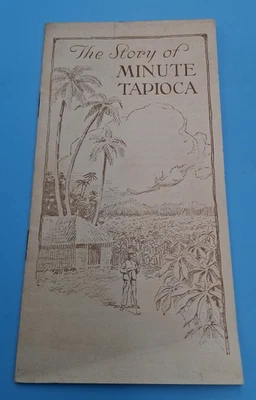 The Story of
MINUTE
TAPIOCA